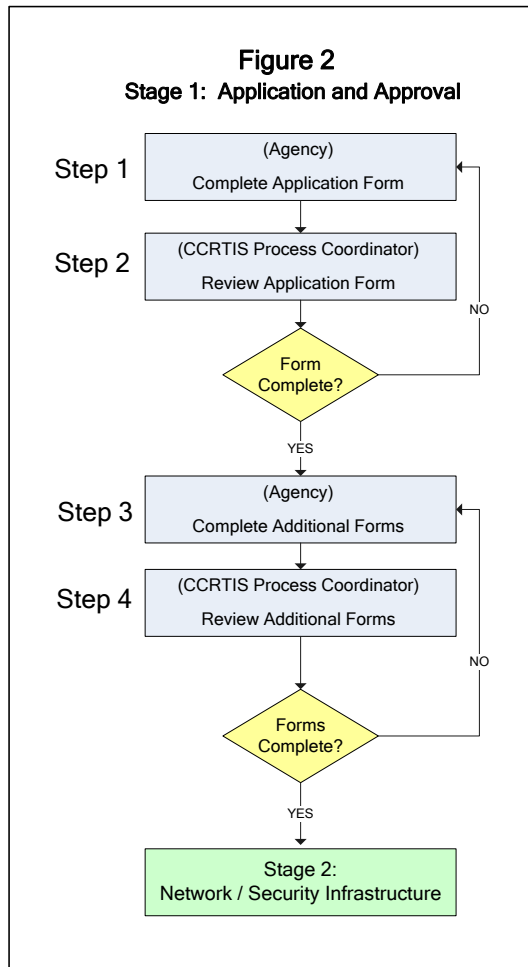 Figure 2
Stage 1: Application and Approval
Step 1
(Agency)
Complete Application Form
Step 2
(CCRTIS Process Coordinator)
Review Application Form
NO
Form
Complete?
YES
Step 3
(Agency)
Complete Additional Forms
Step 4
(CCRTIS Process Coordinator)
Review Additional Forms
NO
Forms
Complete?
YES
Stage 2:
Network / Security Infrastructure